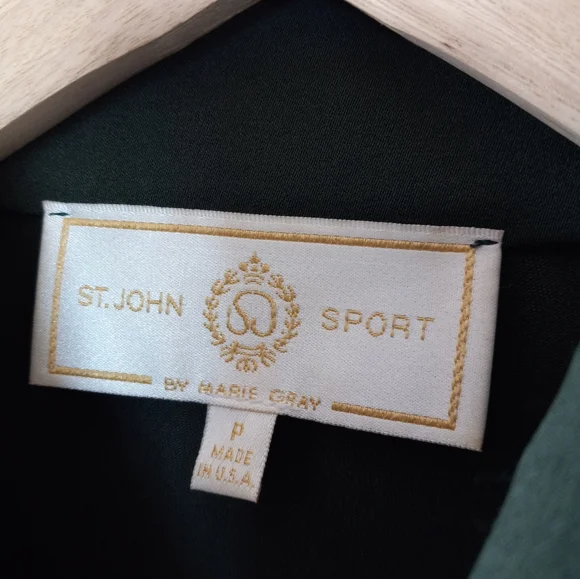 ST. JOHN SPORT
BY MARIE GRAY
P
MADE
IN U.S.A.